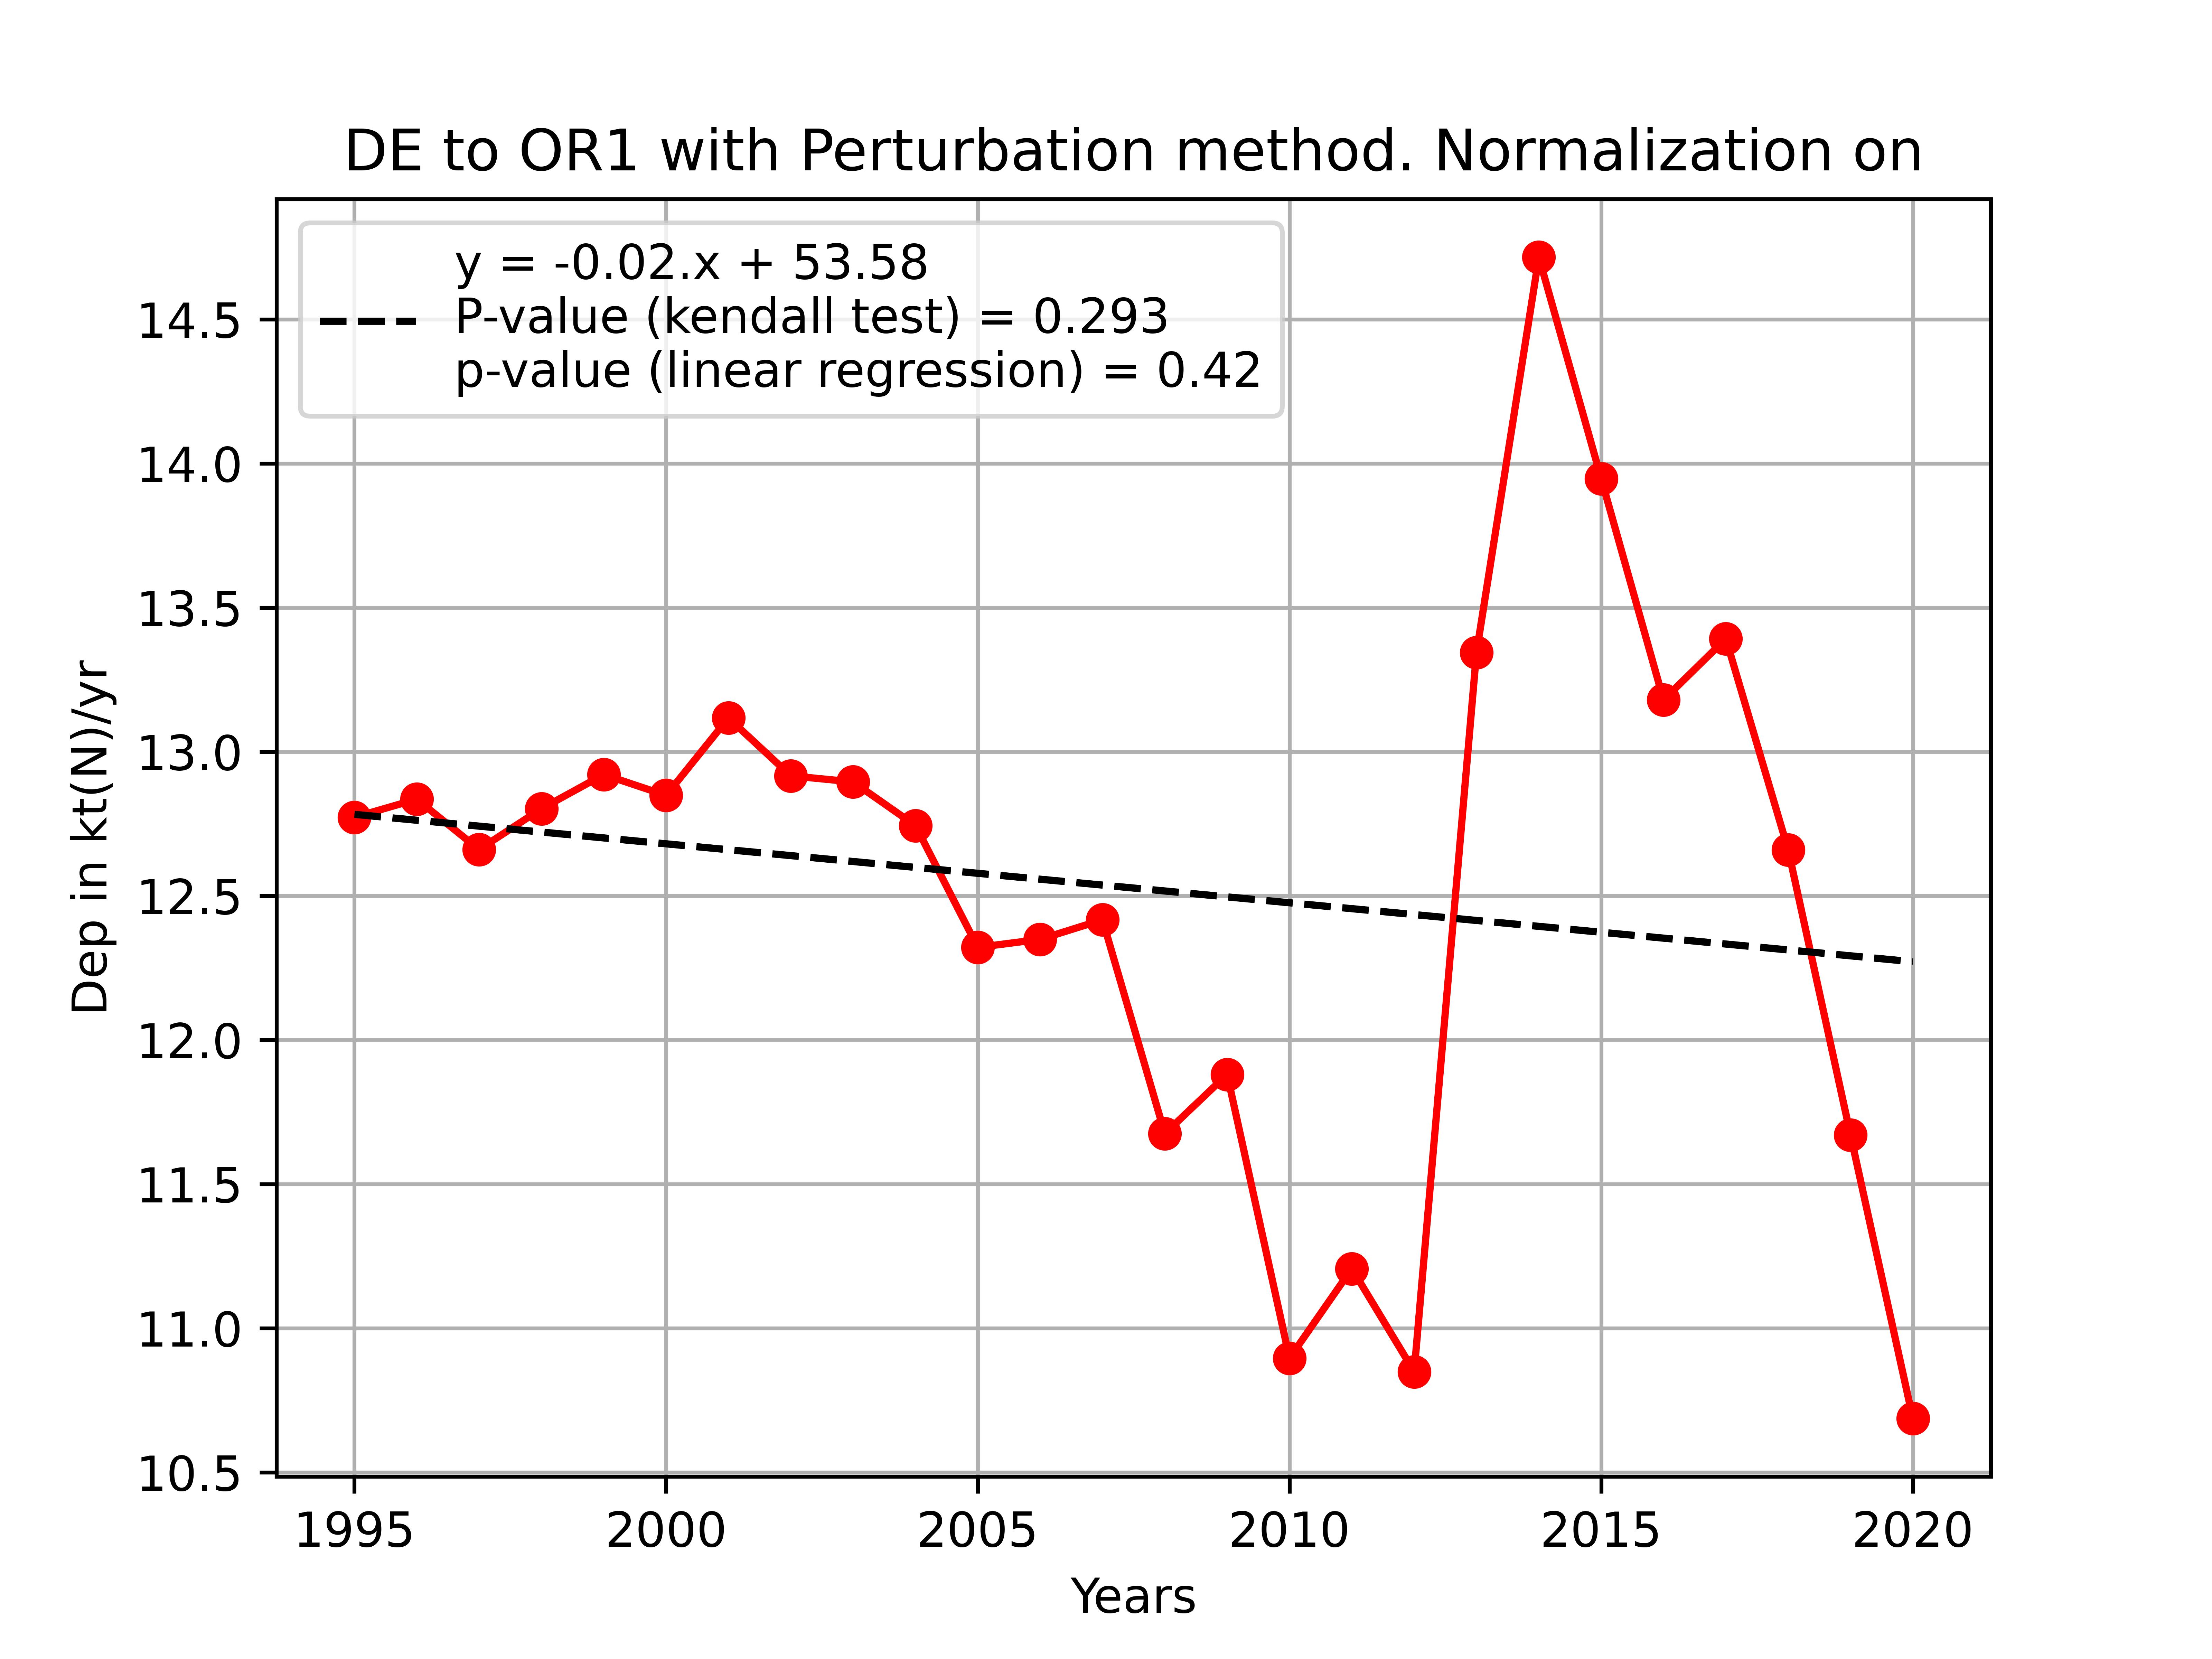 DE to OR1 with Perturbation method. Normalization on
y = -0.02.x + 53.58
P-value (kendall test) = 0.293
p-value (linear regression) = 0.42
14.5
14.0
13.5
13.0
12.5
12.0
11.5
11.0
10.5
Dep in kt(N)/yr
1995 2000 2005 2010 2015 2020
Years